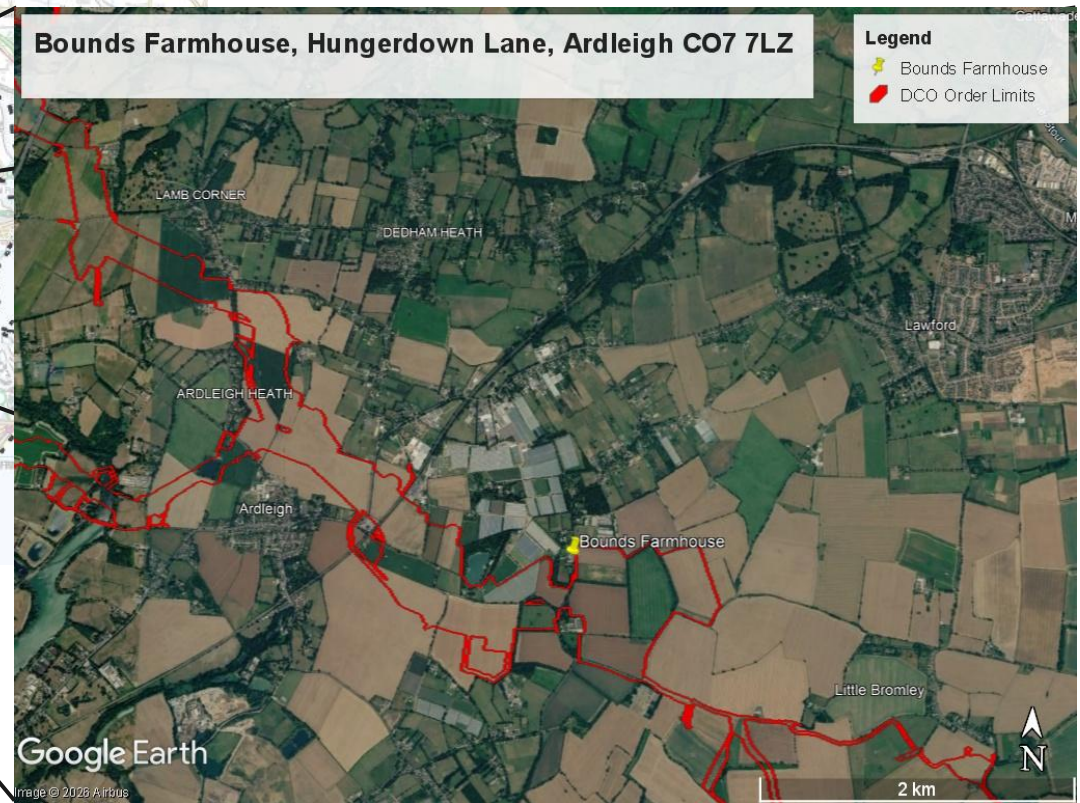 Bounds Farmhouse, Hungerdown Lane, Ardleigh CO7 7LZ
Legend
Bounds Farmhouse
DCO Order Limits
Stour
LAMB CORNER
DEDHAM HEATH
Lawford
ARDLEIGH HEATH
Ardleigh
Bounds Farmhouse
Little Bromley
Google Earth
N
Image © 2026 Airbus
2 km